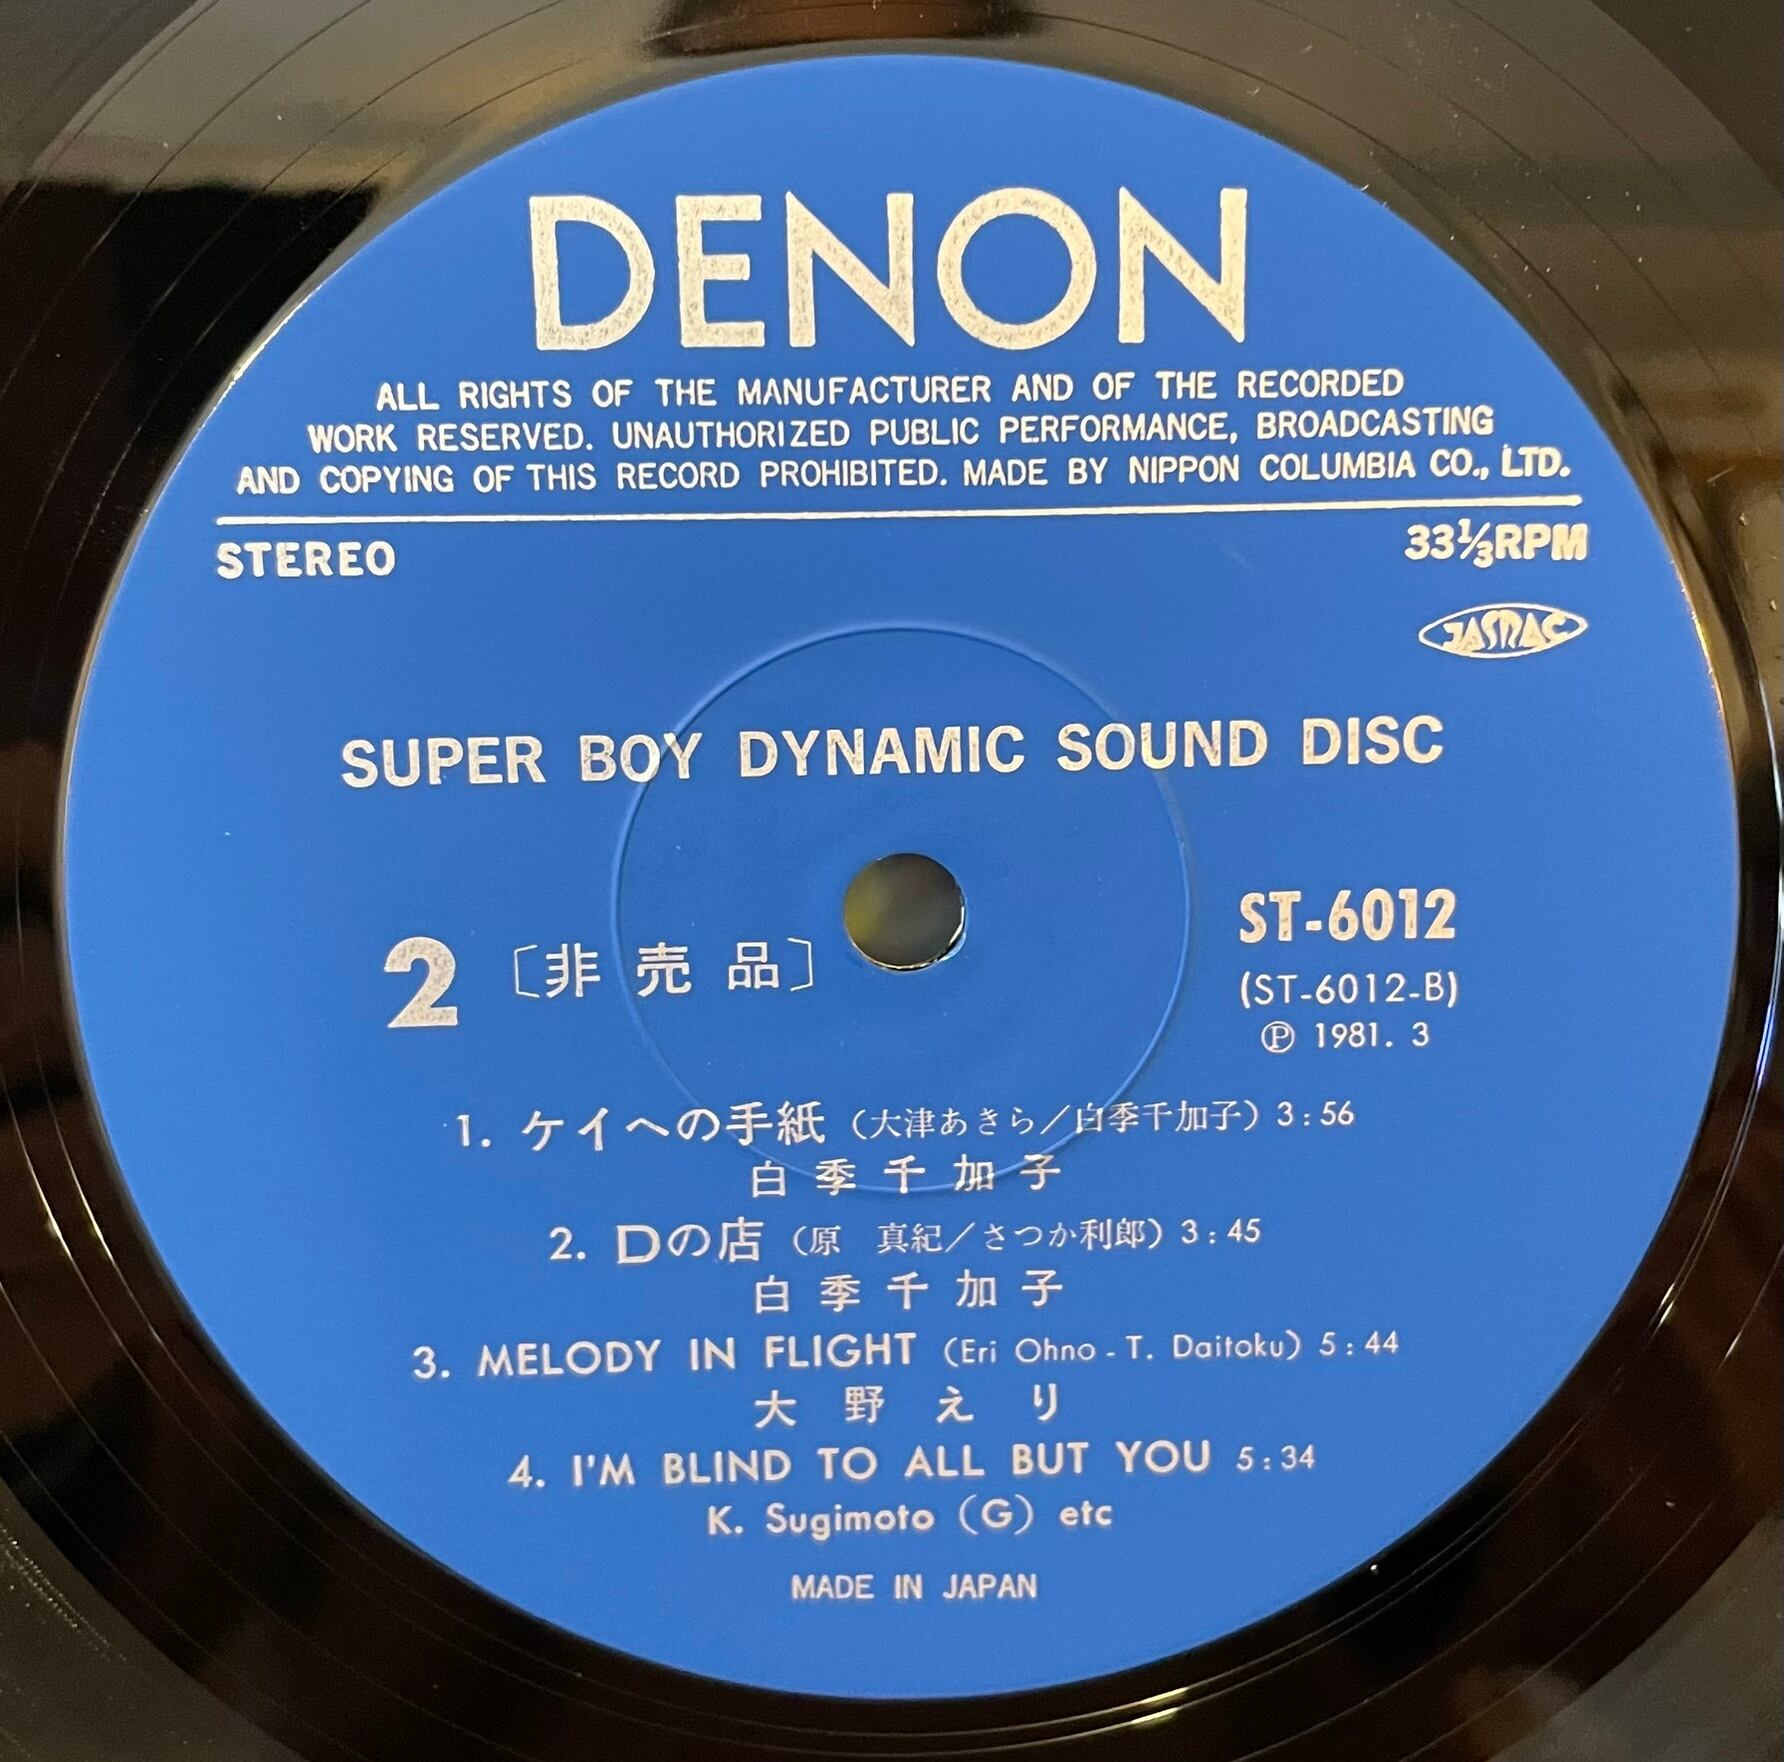 DENON
ALL RIGHTS OF THE MANUFACTURER AND OF THE RECORDED
WORK RESERVED. UNAUTHORIZED PUBLIC PERFORMANCE, BROADCASTING
AND COPYING OF THIS RECORD PROHIBITED. MADE BY NIPPON COLUMBIA CO., LTD.
STEREO 33⅓RPM
JASRAC
SUPER BOY DYNAMIC SOUND DISC
2 〔非売品〕 ST-6012
(ST-6012-B)
Ⓟ 1981. 3
1. ケイへの手紙 (大津あきら／白季千加子) 3:56
白季千加子
2. Dの店 (原 真紀／さつか利郎) 3:45
白季千加子
3. MELODY IN FLIGHT (Eri Ohno - T. Daitoku) 5:44
大野えり
4. I'M BLIND TO ALL BUT YOU 5:34
K. Sugimoto (G) etc
MADE IN JAPAN